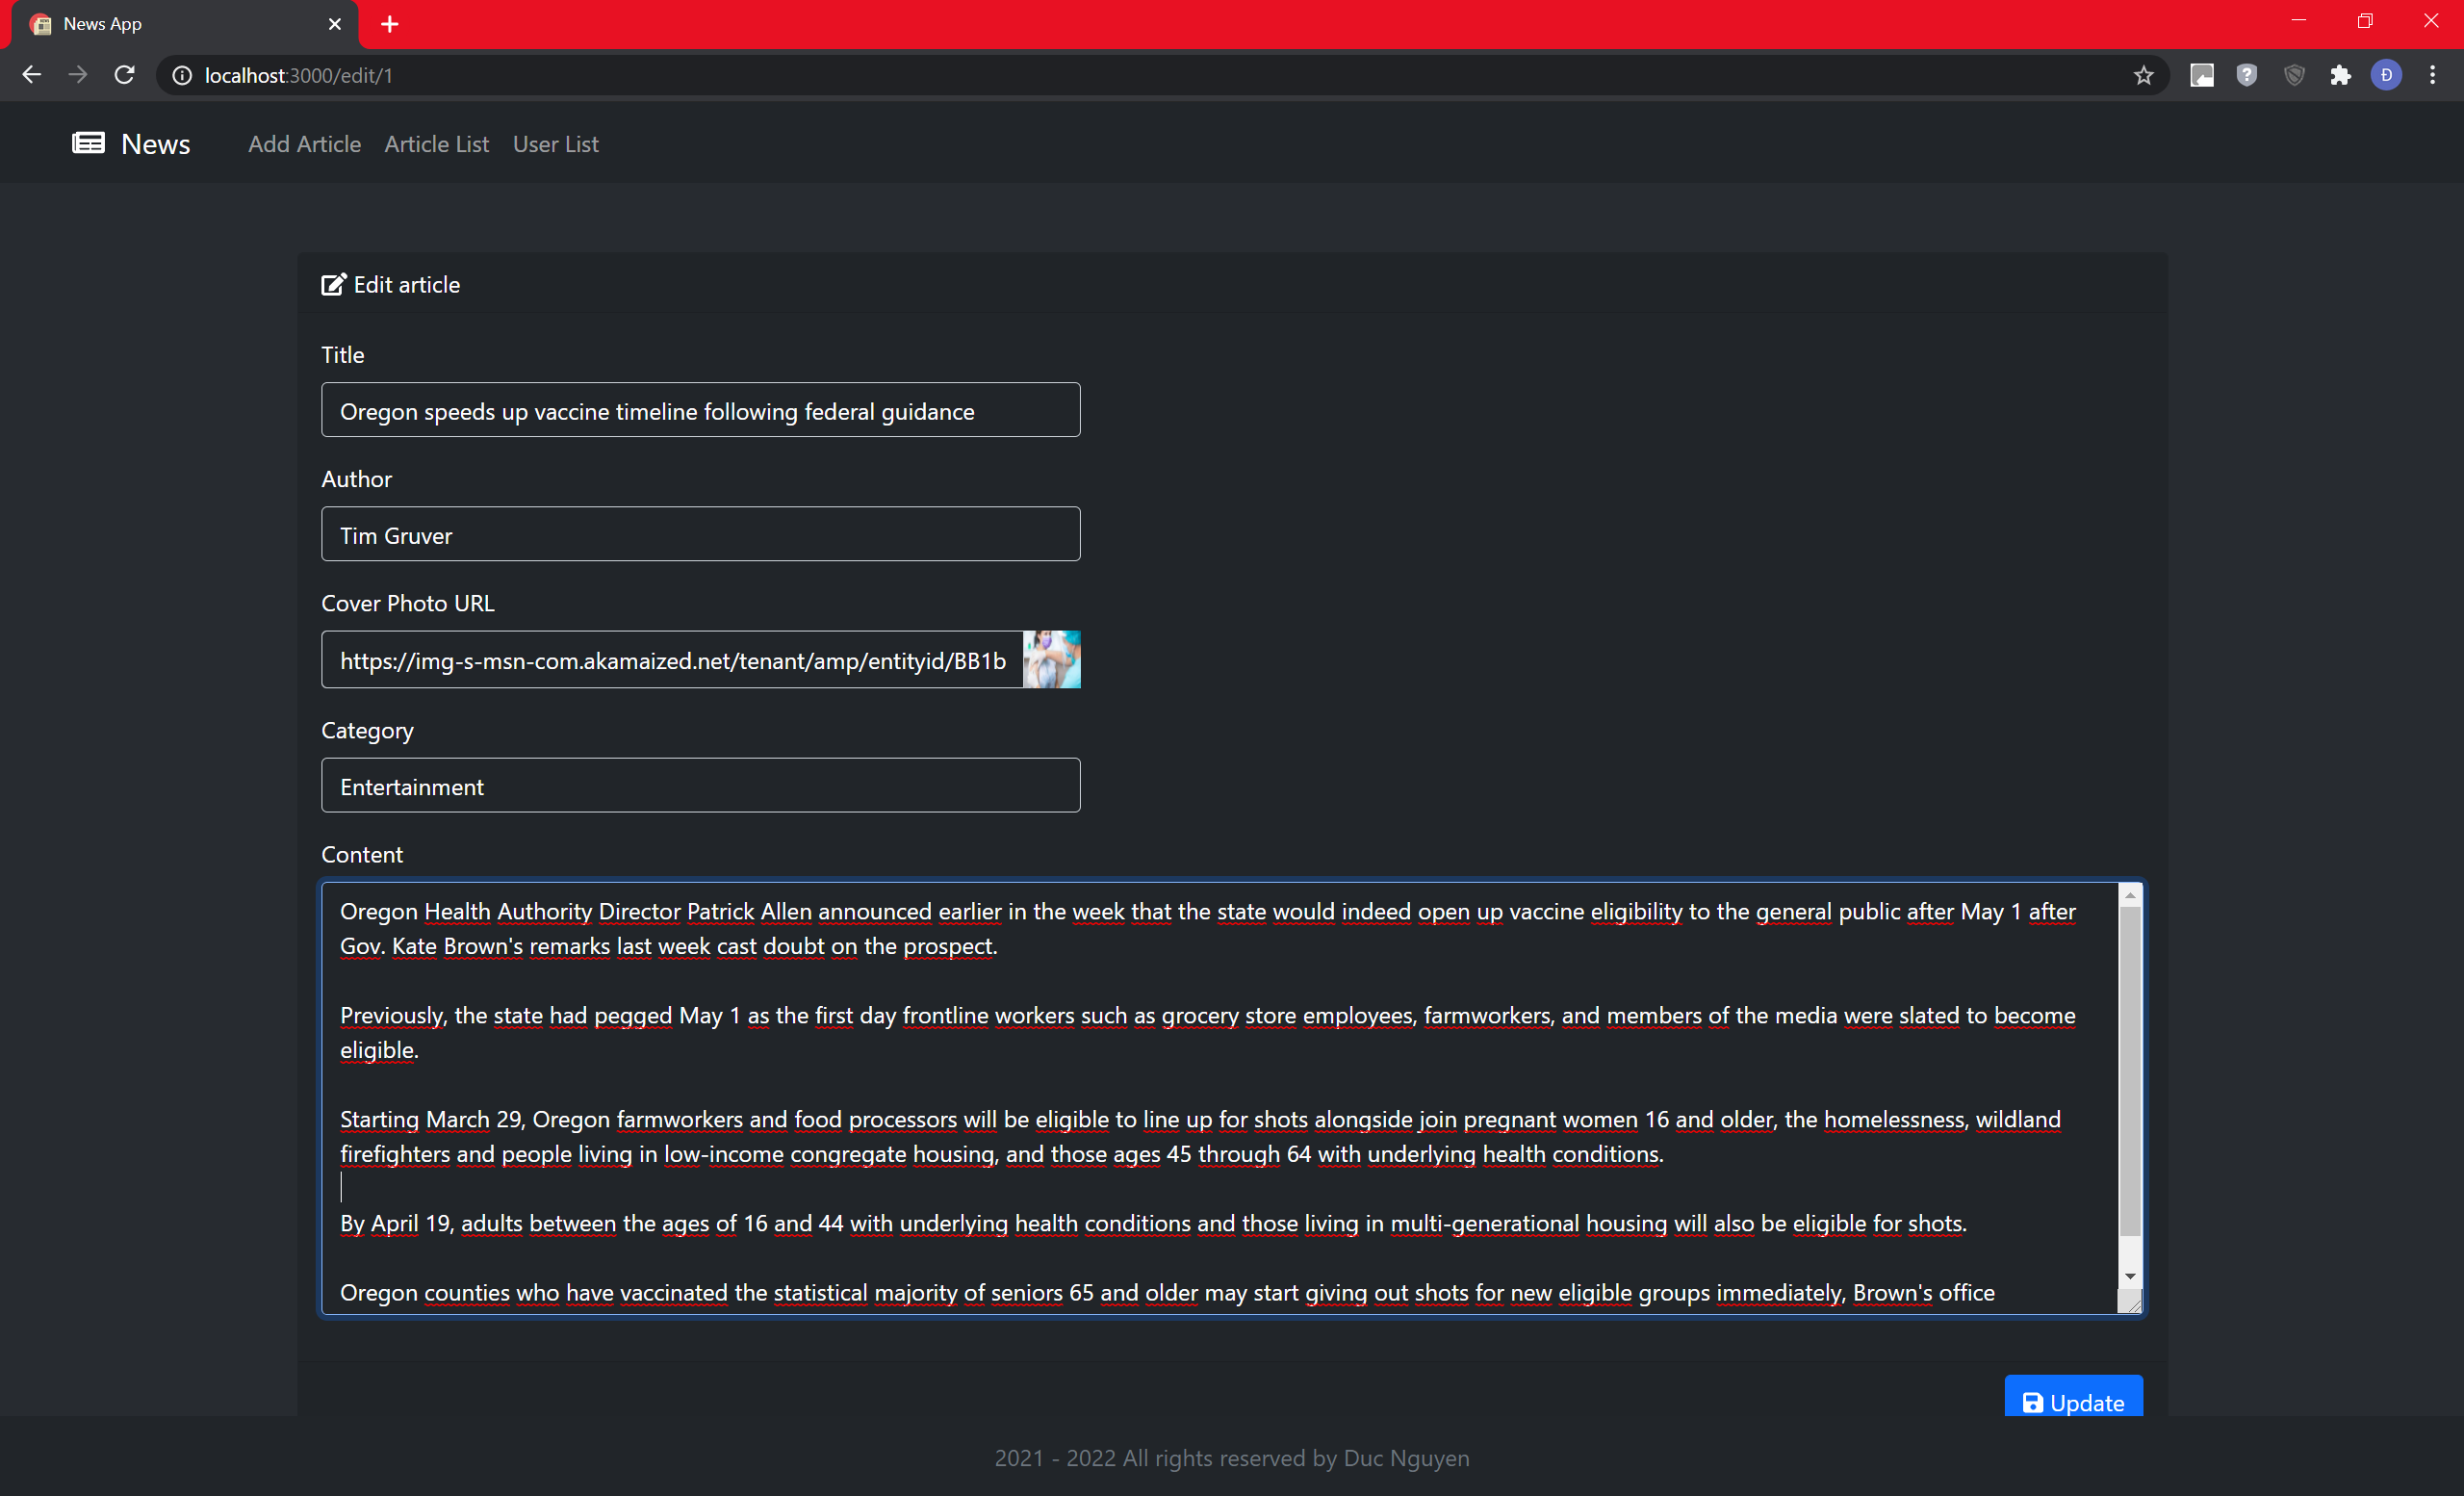 News App
localhost:3000/edit/1
Đ
News
Add Article
Article List
User List
Edit article
Title
Oregon speeds up vaccine timeline following federal guidance
Author
Tim Gruver
Cover Photo URL
https://img-s-msn-com.akamaized.net/tenant/amp/entityid/BB1b
Category
Entertainment
Content
Oregon Health Authority Director Patrick Allen announced earlier in the week that the state would indeed open up vaccine eligibility to the general public after May 1 after
Gov. Kate Brown's remarks last week cast doubt on the prospect.
Previously, the state had pegged May 1 as the first day frontline workers such as grocery store employees, farmworkers, and members of the media were slated to become
eligible.
Starting March 29, Oregon farmworkers and food processors will be eligible to line up for shots alongside join pregnant women 16 and older, the homelessness, wildland
firefighters and people living in low-income congregate housing, and those ages 45 through 64 with underlying health conditions.
By April 19, adults between the ages of 16 and 44 with underlying health conditions and those living in multi-generational housing will also be eligible for shots.
Oregon counties who have vaccinated the statistical majority of seniors 65 and older may start giving out shots for new eligible groups immediately, Brown's office
Update
2021 - 2022 All rights reserved by Duc Nguyen